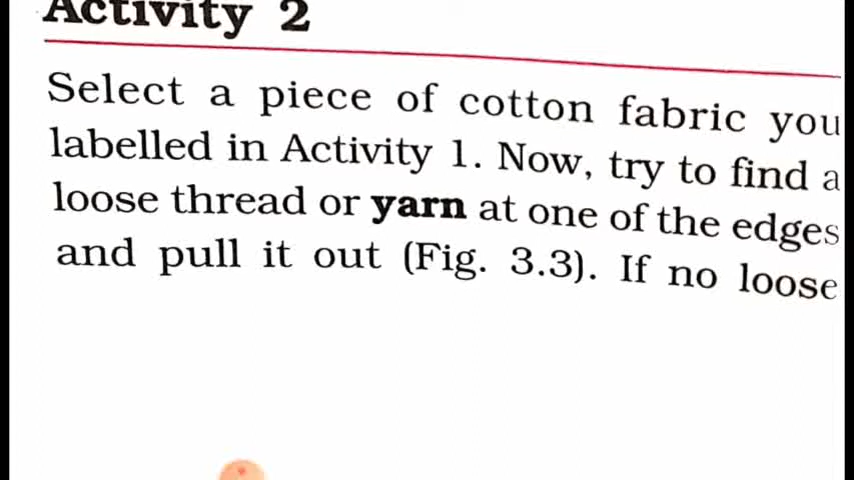 Activity 2
Select a piece of cotton fabric you
labelled in Activity 1. Now, try to find a
loose thread or yarn at one of the edges
and pull it out (Fig. 3.3). If no loose